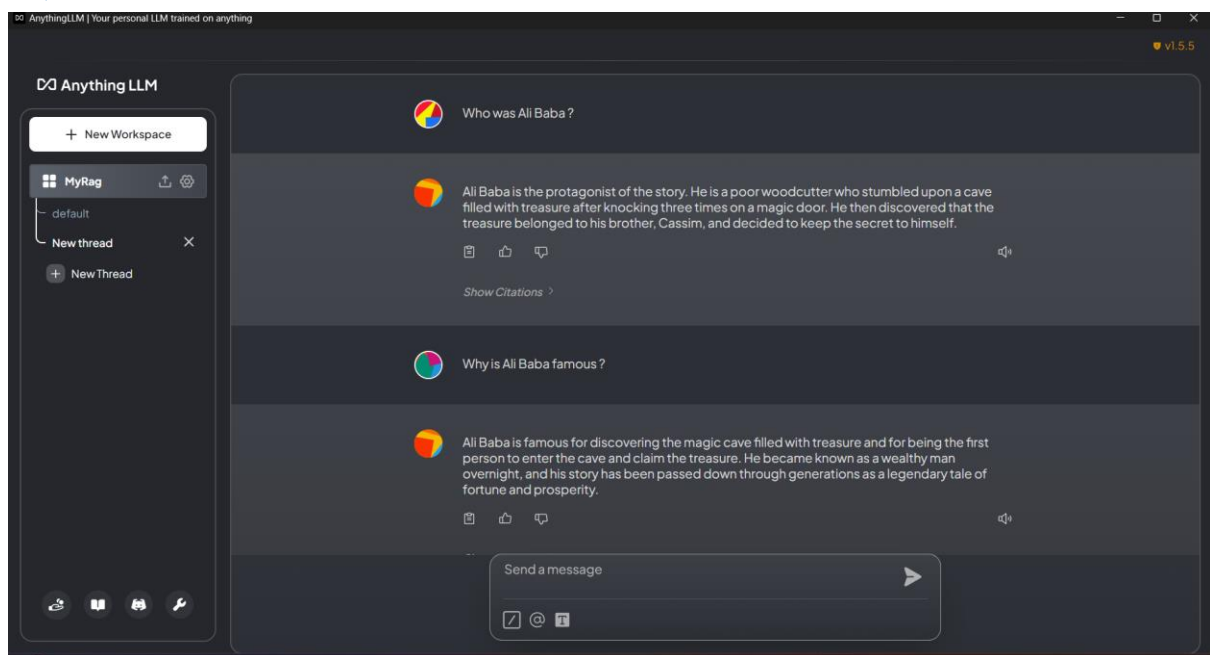 AnythingLLM | Your personal LLM trained on anything
v1.5.5
Anything LLM
+ New Workspace
MyRag
default
New thread
+ New Thread
Who was Ali Baba ?
Ali Baba is the protagonist of the story. He is a poor woodcutter who stumbled upon a cave
filled with treasure after knocking three times on a magic door. He then discovered that the
treasure belonged to his brother, Cassim, and decided to keep the secret to himself.
Show Citations >
Why is Ali Baba famous ?
Ali Baba is famous for discovering the magic cave filled with treasure and for being the first
person to enter the cave and claim the treasure. He became known as a wealthy man
overnight, and his story has been passed down through generations as a legendary tale of
fortune and prosperity.
Send a message
/ @ T